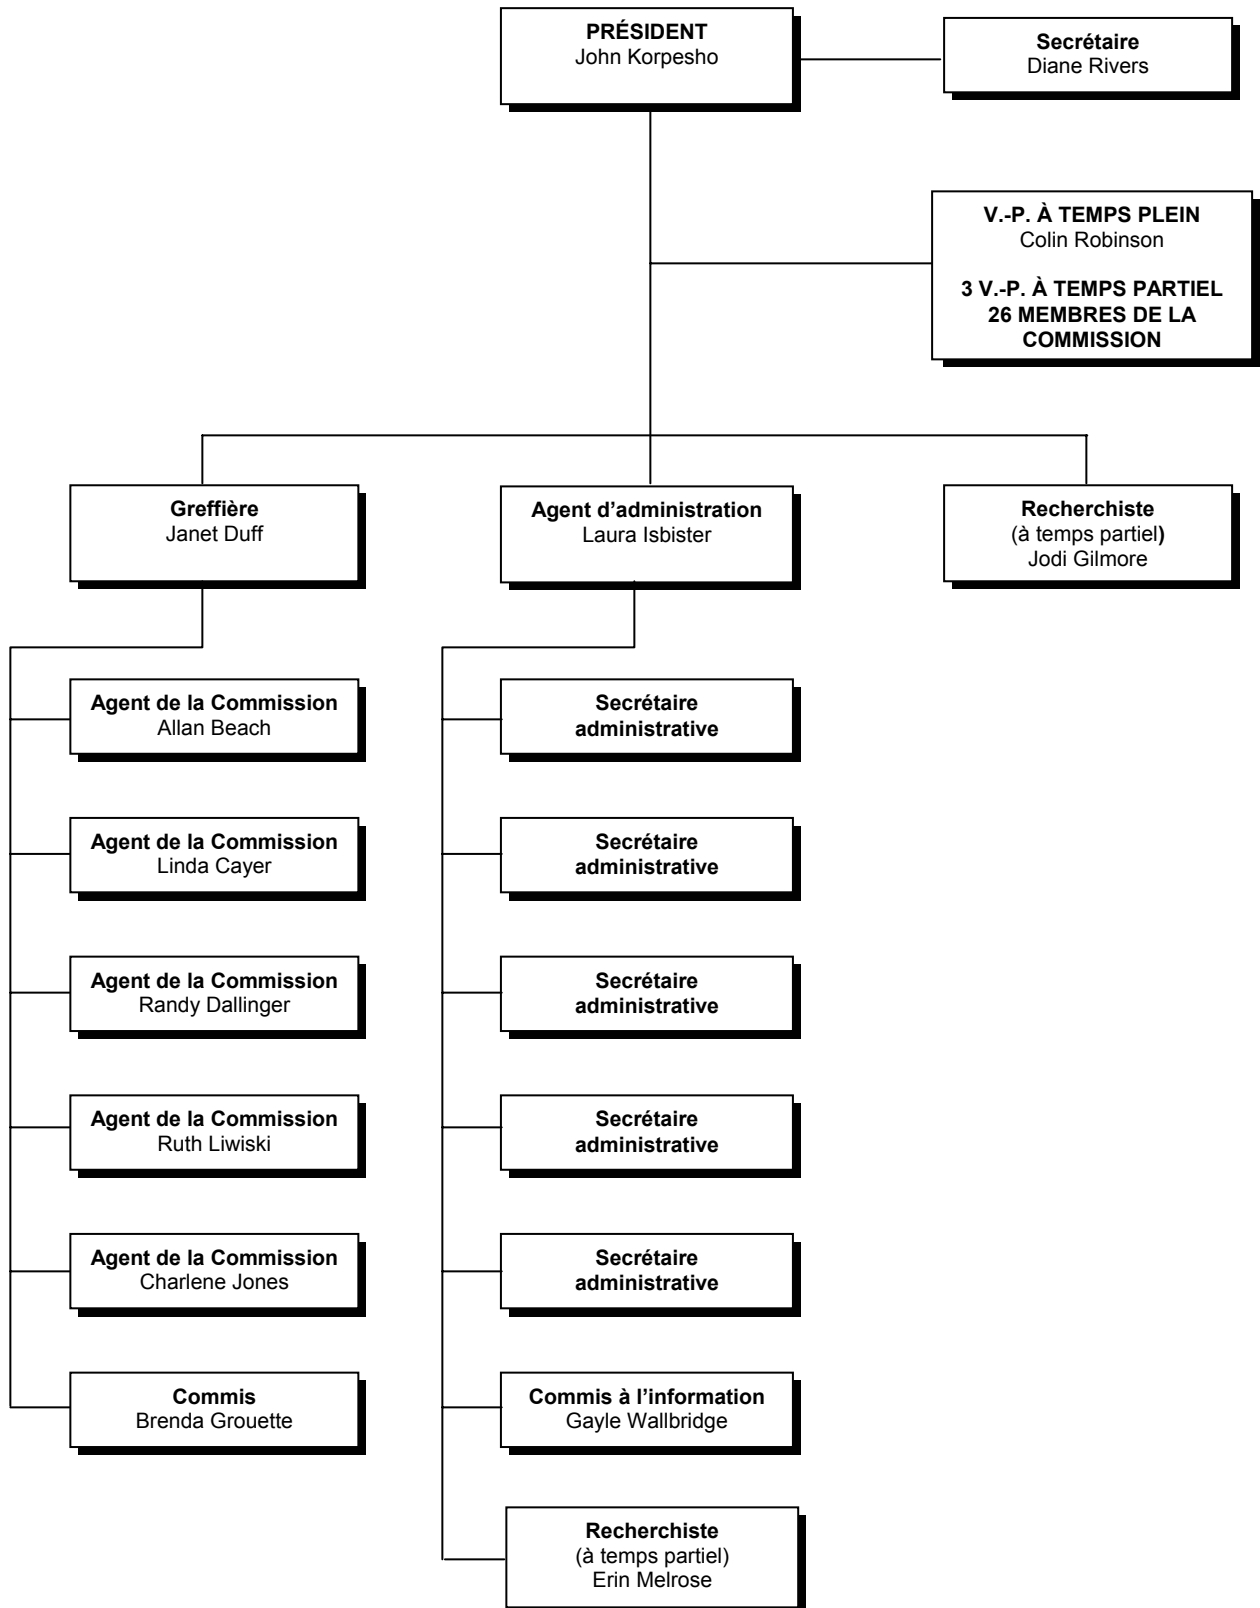 PRÉSIDENT
John Korpesho
Secrétaire
Diane Rivers
V.-P. À TEMPS PLEIN
Colin Robinson
3 V.-P. À TEMPS PARTIEL
26 MEMBRES DE LA
COMMISSION
Greffière
Janet Duff
Agent d’administration
Laura Isbister
Recherchiste
(à temps partiel)
Jodi Gilmore
Agent de la Commission
Allan Beach
Agent de la Commission
Linda Cayer
Agent de la Commission
Randy Dallinger
Agent de la Commission
Ruth Liwiski
Agent de la Commission
Charlene Jones
Commis
Brenda Grouette
Secrétaire
administrative
Secrétaire
administrative
Secrétaire
administrative
Secrétaire
administrative
Secrétaire
administrative
Commis à l’information
Gayle Wallbridge
Recherchiste
(à temps partiel)
Erin Melrose